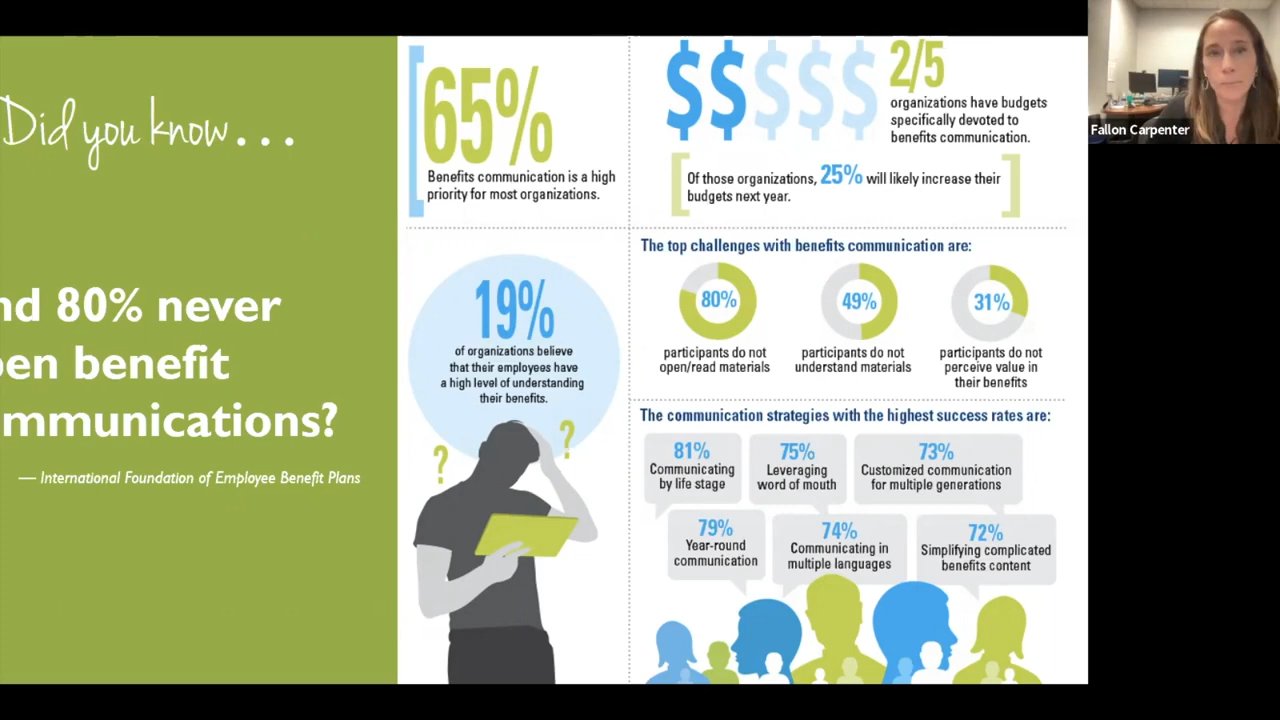 Did you know...
nd 80% never
en benefit
mmunications?
— International Foundation of Employee Benefit Plans
65%
Benefits communication is a high
priority for most organizations.
$$$$$
2/5
organizations have budgets
specifically devoted to
benefits communication.
Of those organizations, 25% will likely increase their
budgets next year.
19%
of organizations believe
that their employees have
a high level of understanding
their benefits.
? ?
The top challenges with benefits communication are:
80%
participants do not
open/read materials
49%
participants do not
understand materials
31%
participants do not
perceive value in
their benefits
The communication strategies with the highest success rates are:
81%
Communicating
by life stage
75%
Leveraging
word of mouth
73%
Customized communication
for multiple generations
79%
Year-round
communication
74%
Communicating in
multiple languages
72%
Simplifying complicated
benefits content
Fallon Carpenter